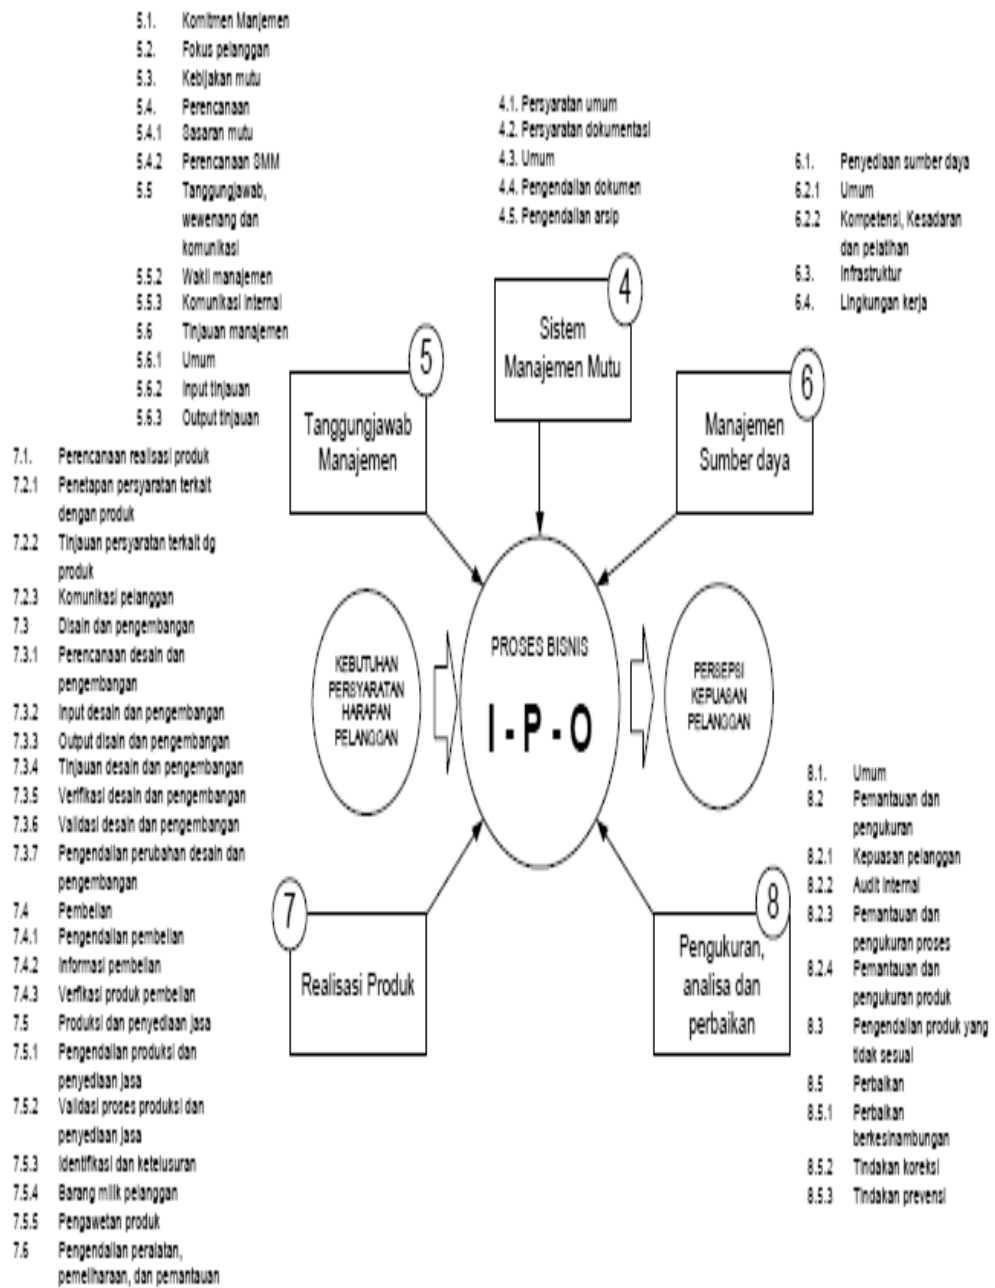 5.1. Komitmen Manjemen
5.2. Fokus pelanggan
5.3. Kebijakan mutu
5.4. Perencanaan
5.4.1 Sasaran mutu
5.4.2 Perencanaan SMM
5.5 Tanggungjawab,
wewenang dan
komunikasi
5.5.2 Wakil manajemen
5.5.3 Komunikasi internal
5.6 Tinjauan manajemen
5.6.1 Umum
5.6.2 Input tinjauan
5.6.3 Output tinjauan
4.1. Persyaratan umum
4.2. Persyaratan dokumentasi
4.3. Umum
4.4. Pengendalian dokumen
4.5. Pengendalian arsip
6.1. Penyediaan sumber daya
6.2.1 Umum
6.2.2 Kompetensi, Kesadaran
dan pelatihan
6.3. Infrastruktur
6.4. Lingkungan kerja
4
Sistem
Manajemen Mutu
5
Tanggungjawab
Manajemen
6
Manajemen
Sumber daya
7.1. Perencanaan realisasi produk
7.2.1 Penetapan persyaratan terkait
dengan produk
7.2.2 Tinjauan persyaratan terkait dg
produk
7.2.3 Komunikasi pelanggan
7.3 Disain dan pengembangan
7.3.1 Perencanaan desain dan
pengembangan
7.3.2 Input desain dan pengembangan
7.3.3 Output disain dan pengembangan
7.3.4 Tinjauan desain dan pengembangan
7.3.5 Verifikasi desain dan pengembangan
7.3.6 Validasi desain dan pengembangan
7.3.7 Pengendalian perubahan desain dan
pengembangan
7.4 Pembelian
7.4.1 Pengendalian pembelian
7.4.2 Informasi pembelian
7.4.3 Verfikasi produk pembelian
7.5 Produksi dan penyediaan jasa
7.5.1 Pengendalian produksi dan
penyediaan jasa
7.5.2 Validasi proses produksi dan
penyediaan jasa
7.5.3 Identifikasi dan ketelusuran
7.5.4 Barang milik pelanggan
7.5.5 Pengawetan produk
7.6 Pengendalian peralatan,
pemeliharaan, dan pemantauan
KEBUTUHAN
PERSYARATAN
HARAPAN
PELANGGAN
PROSES BISNIS
I - P - O
PERSEPSI
KEPUASAN
PELANGGAN
7
Realisasi Produk
8
Pengukuran,
analisa dan
perbaikan
8.1. Umum
8.2 Pemantauan dan
pengukuran
8.2.1 Kepuasan pelanggan
8.2.2 Audit internal
8.2.3 Pemantauan dan
pengukuran proses
8.2.4 Pemantauan dan
pengukuran produk
8.3 Pengendalian produk yang
tidak sesuai
8.5 Perbaikan
8.5.1 Perbaikan
berkesinambungan
8.5.2 Tindakan koreksi
8.5.3 Tindakan prevensi